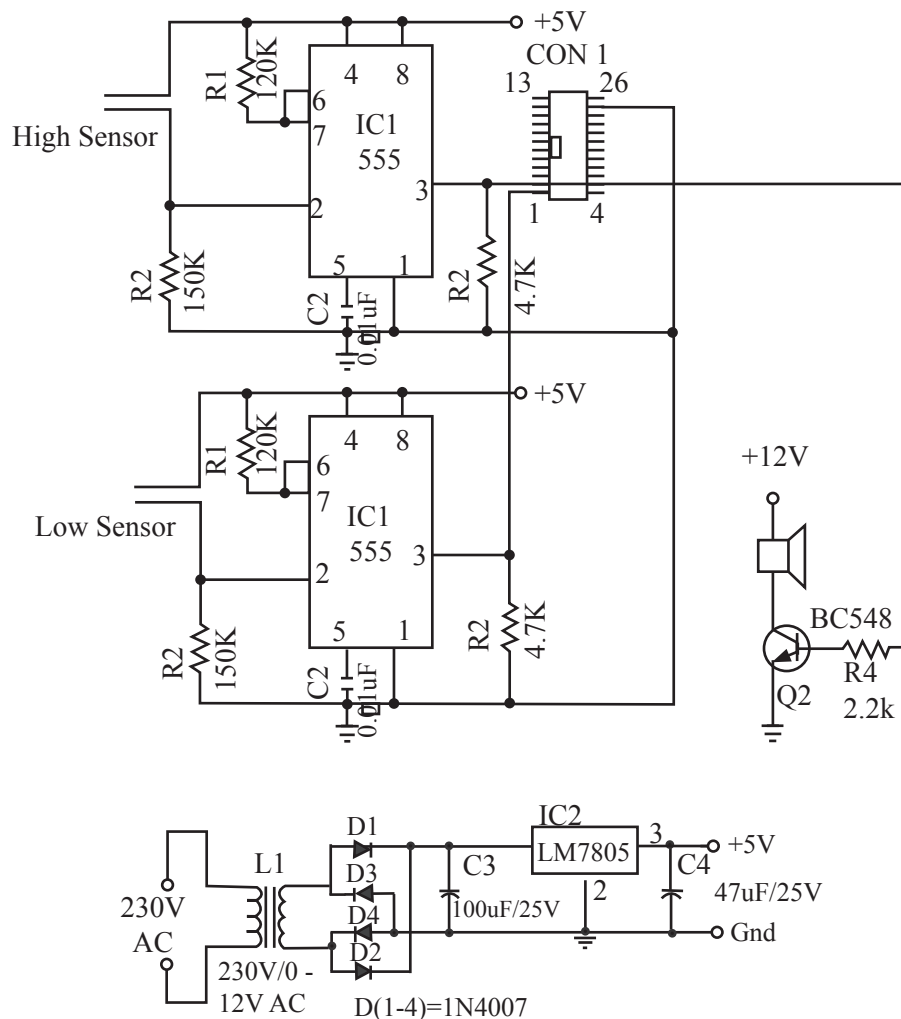 +5V
CON 1
13
26
R1
120K
4
8
6
7
IC1
555
High Sensor
3
2
1
4
R2
150K
5
1
R2
4.7K
C2
0.01uF
+5V
R1
120K
4
8
6
7
IC1
555
Low Sensor
3
2
+12V
R2
150K
5
1
R2
4.7K
C2
0.01uF
BC548
R4
2.2k
Q2
D1
IC2
LM7805
3
+5V
L1
D3
C3
C4
230V
AC
100uF/25V
2
47uF/25V
D4
D2
Gnd
230V/0 -
12V AC
D(1-4)=1N4007